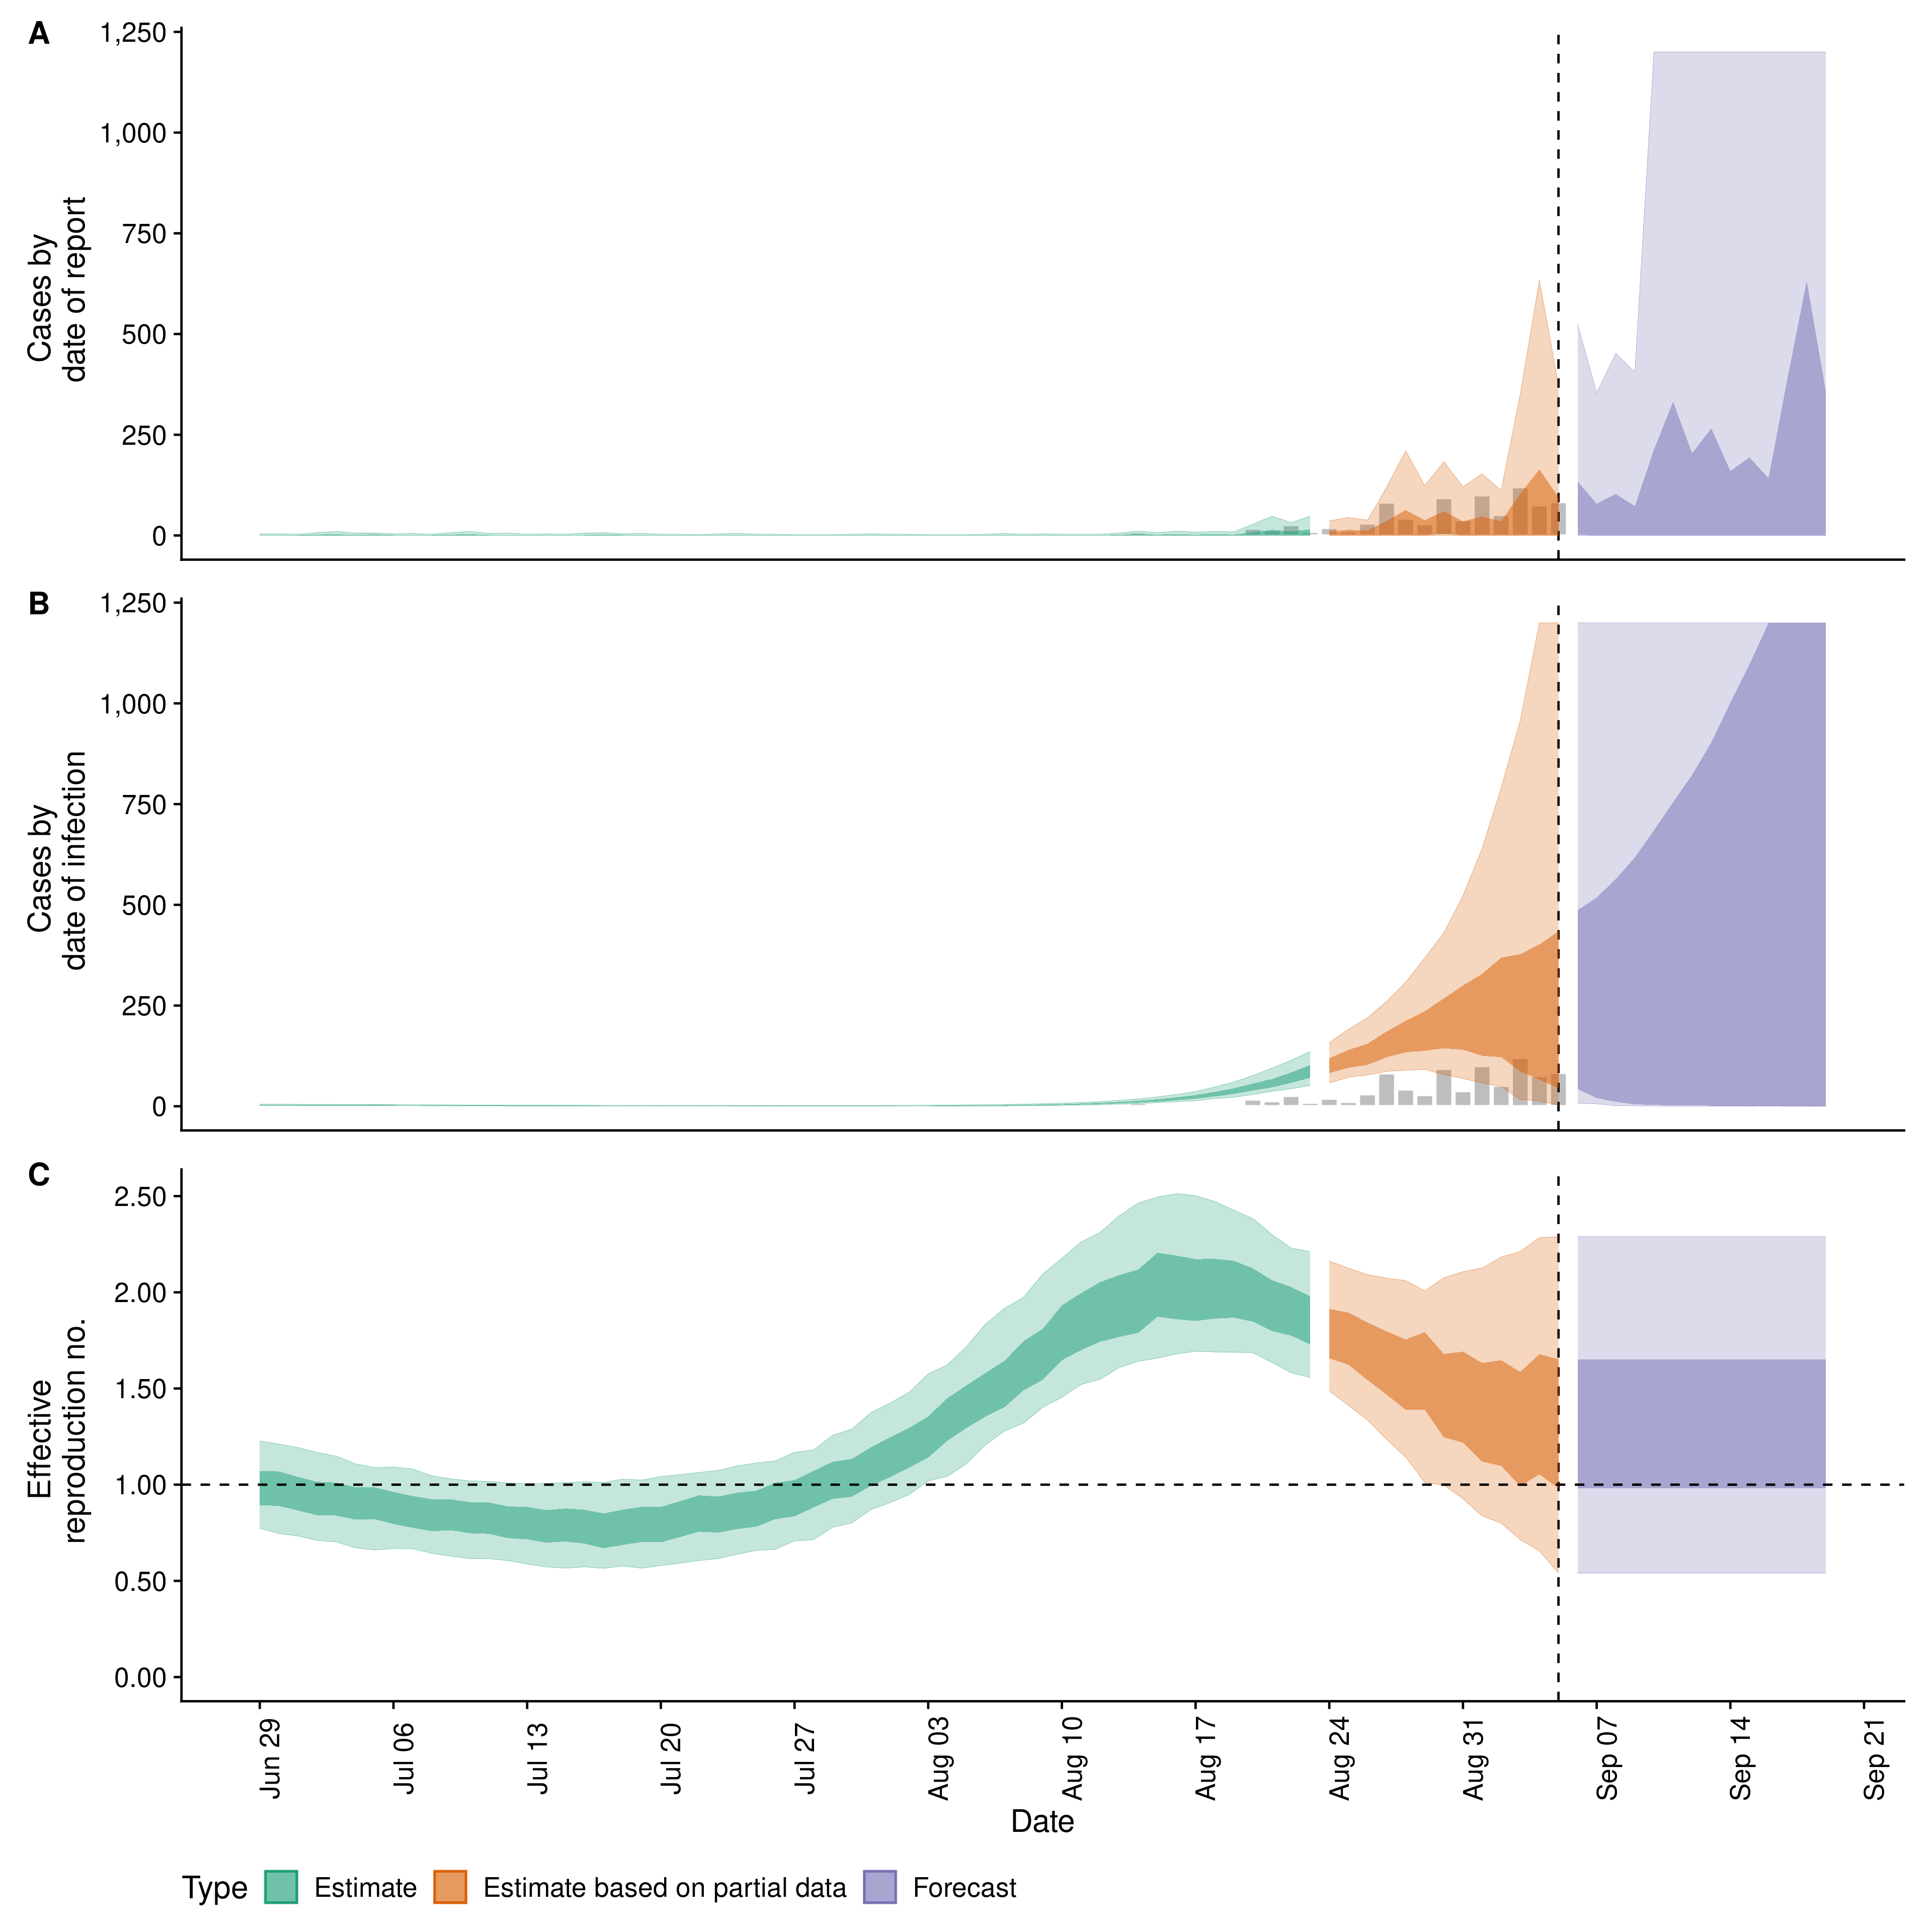 A
1,250
1,000
750
500
250
0
Cases by
date of report
B
1,250
1,000
750
500
250
0
Cases by
date of infection
C
2.50
2.00
1.50
1.00
0.50
0.00
Effective
reproduction no.
Jun 29
Jul 06
Jul 13
Jul 20
Jul 27
Aug 03
Aug 10
Aug 17
Aug 24
Aug 31
Sep 07
Sep 14
Sep 21
Date
Type Estimate Estimate based on partial data Forecast